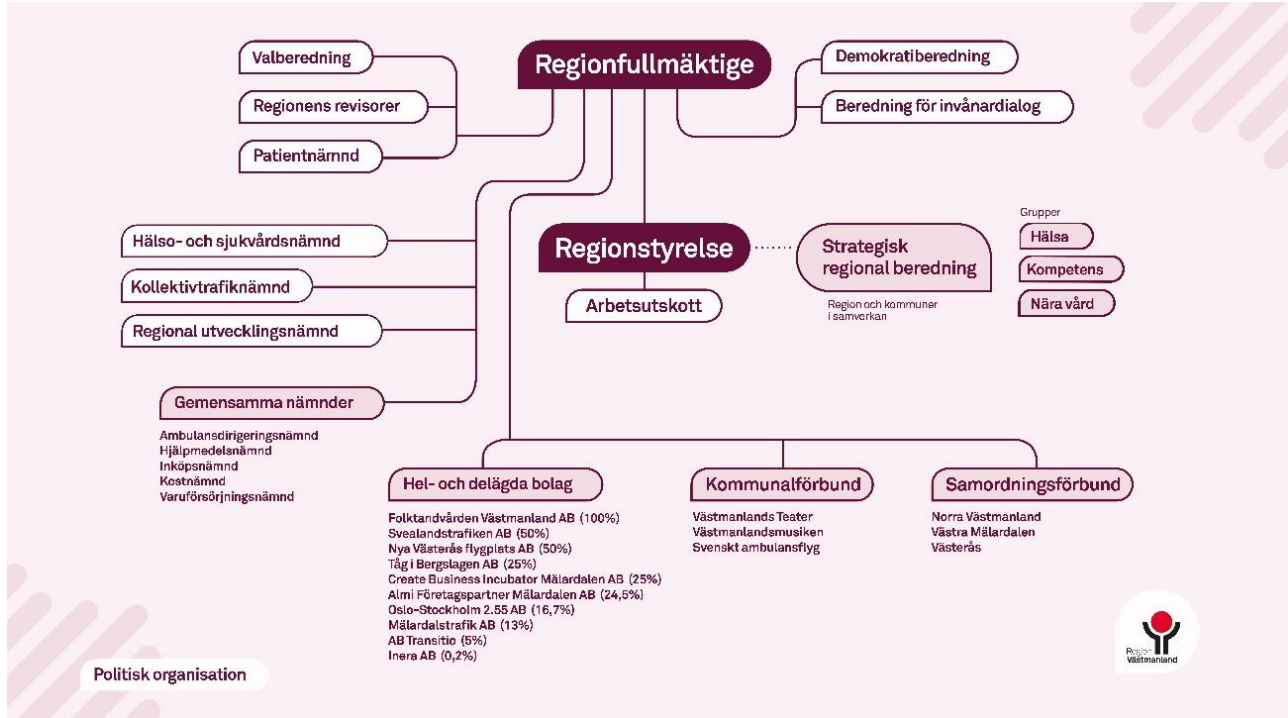 Regionfullmäktige
Valberedning
Regionens revisorer
Patientnämnd
Demokratiberedning
Beredning för invånardialog
Hälso- och sjukvårdsnämnd
Kollektivtrafiknämnd
Regional utvecklingsnämnd
Regionstyrelse
Arbetsutskott
Strategisk
regional beredning
Region och kommuner
i samverkan
Grupper
Hälsa
Kompetens
Nära vård
Gemensamma nämnder
Ambulansdirigeringsnämnd
Hjälpmedelsnämnd
Inköpsnämnd
Kostnämnd
Varuförsörjningsnämnd
Hel- och delägda bolag
Folktandvården Västmanland AB (100%)
Svealandstrafiken AB (50%)
Nya Västerås flygplats AB (50%)
Tåg i Bergslagen AB (25%)
Create Business Incubator Mälardalen AB (25%)
Almi Företagspartner Mälardalen AB (24,5%)
Oslo-Stockholm 2.55 AB (16,7%)
Mälardalstrafik AB (13%)
AB Transitio (5%)
Inera AB (0,2%)
Kommunalförbund
Västmanlands Teater
Västmanlandsmusiken
Svenskt ambulansflyg
Samordningsförbund
Norra Västmanland
Västra Mälardalen
Västerås
Politisk organisation
Region
Västmanland